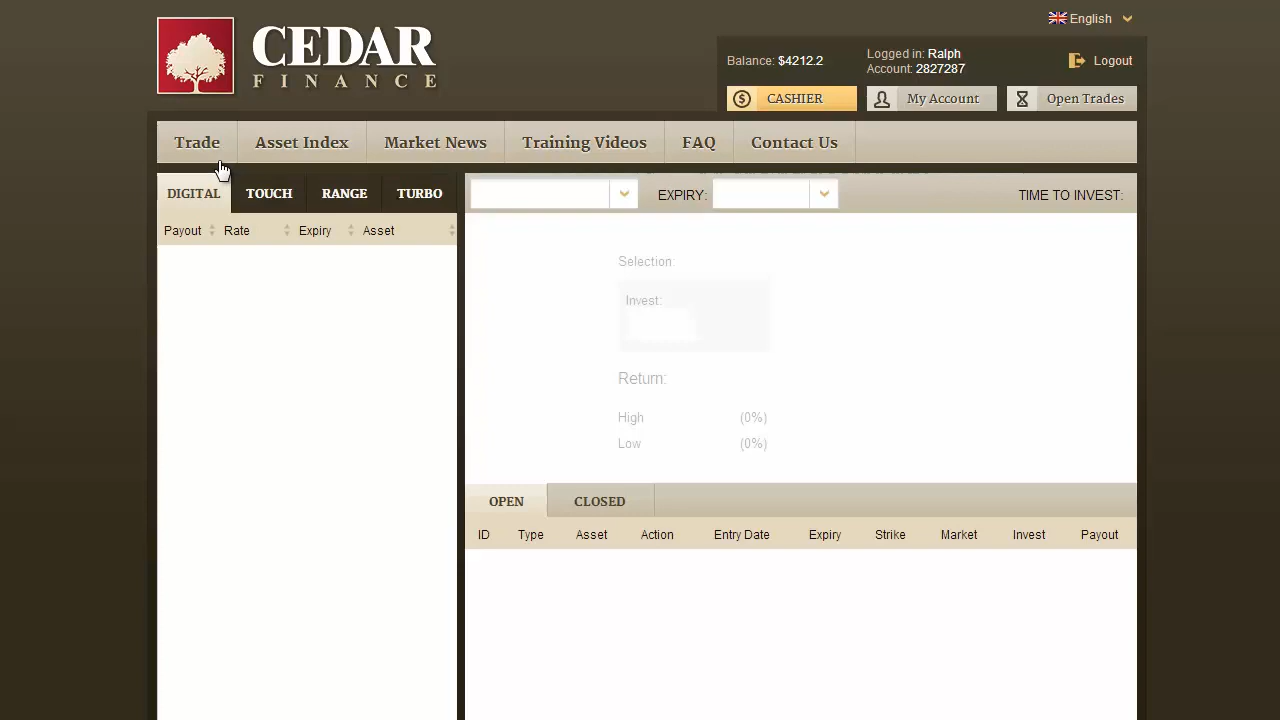 English
CEDAR
FINANCE
Balance: $4212.2
Logged in: Ralph
Account: 2827287
Logout
CASHIER
My Account
Open Trades
Trade
Asset Index
Market News
Training Videos
FAQ
Contact Us
DIGITAL
TOUCH
RANGE
TURBO
EXPIRY:
TIME TO INVEST:
Payout
Rate
Expiry
Asset
Selection:
Invest:
Return:
High (0%)
Low (0%)
OPEN
CLOSED
ID Type Asset Action Entry Date Expiry Strike Market Invest Payout